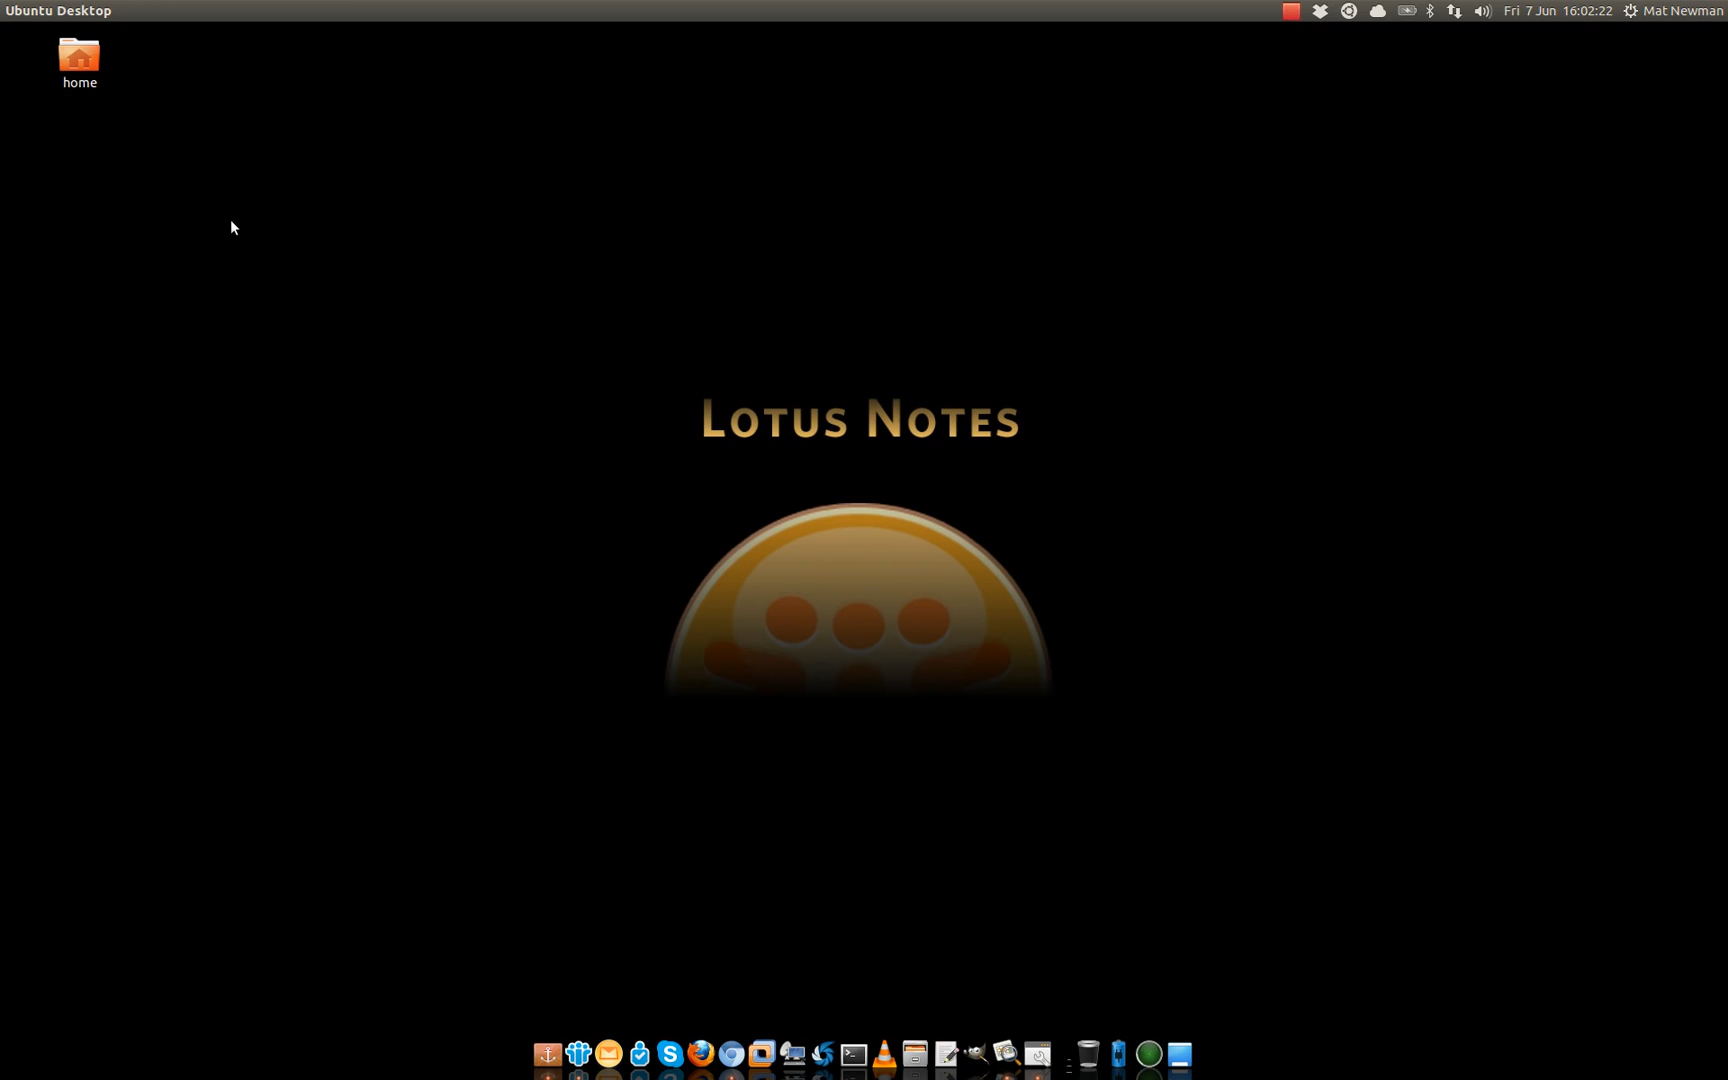 Ubuntu Desktop
Fri 7 Jun 16:02:22
Mat Newman
home
LOTUS NOTES